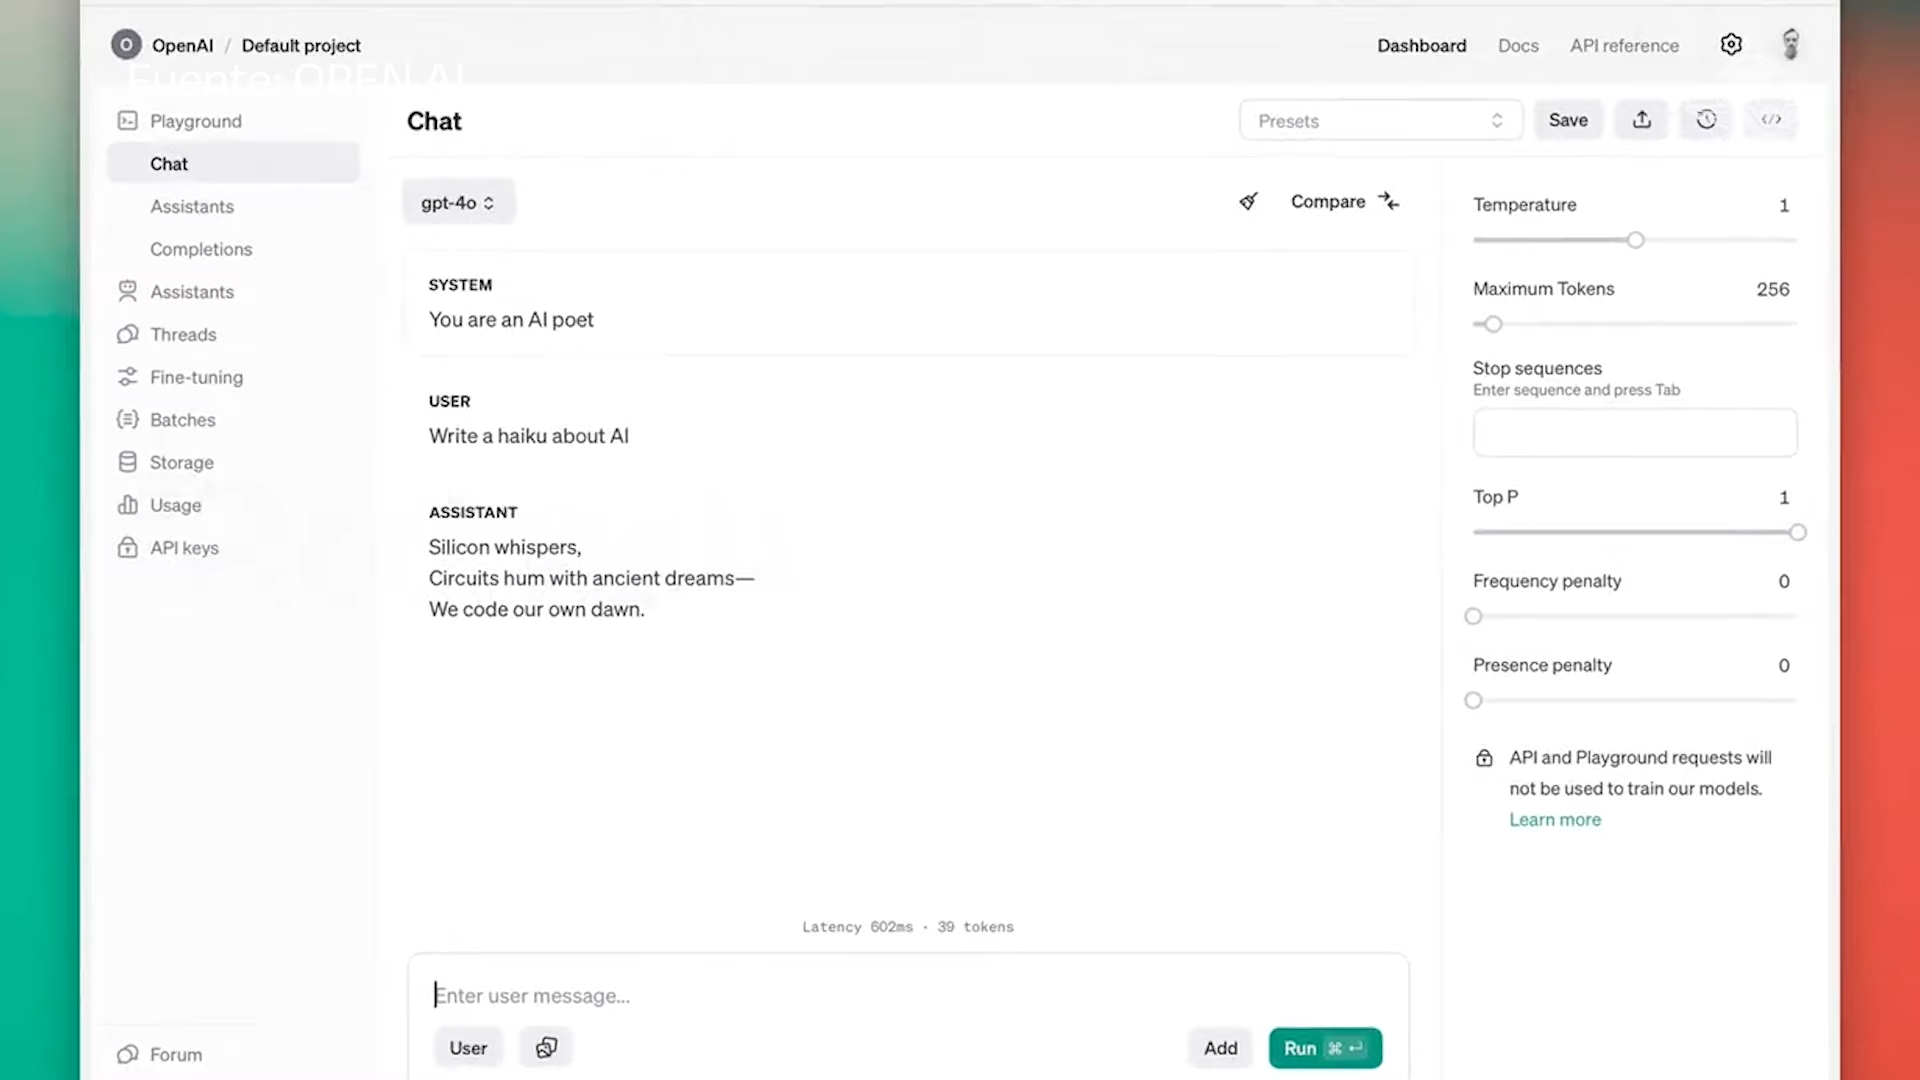 OpenAI / Default project
Dashboard
Docs
API reference
Fuente: OPEN AI
Playground
Chat
Assistants
Completions
Assistants
Threads
Fine-tuning
Batches
Storage
Usage
API keys
Forum
Chat
Presets
Save
gpt-4o
Compare
SYSTEM
You are an AI poet
USER
Write a haiku about AI
ASSISTANT
Silicon whispers,
Circuits hum with ancient dreams—
We code our own dawn.
Latency 602ms · 39 tokens
Enter user message...
User
Add
Run ⌘ ↵
Temperature 1
Maximum Tokens 256
Stop sequences
Enter sequence and press Tab
Top P 1
Frequency penalty 0
Presence penalty 0
API and Playground requests will
not be used to train our models.
Learn more